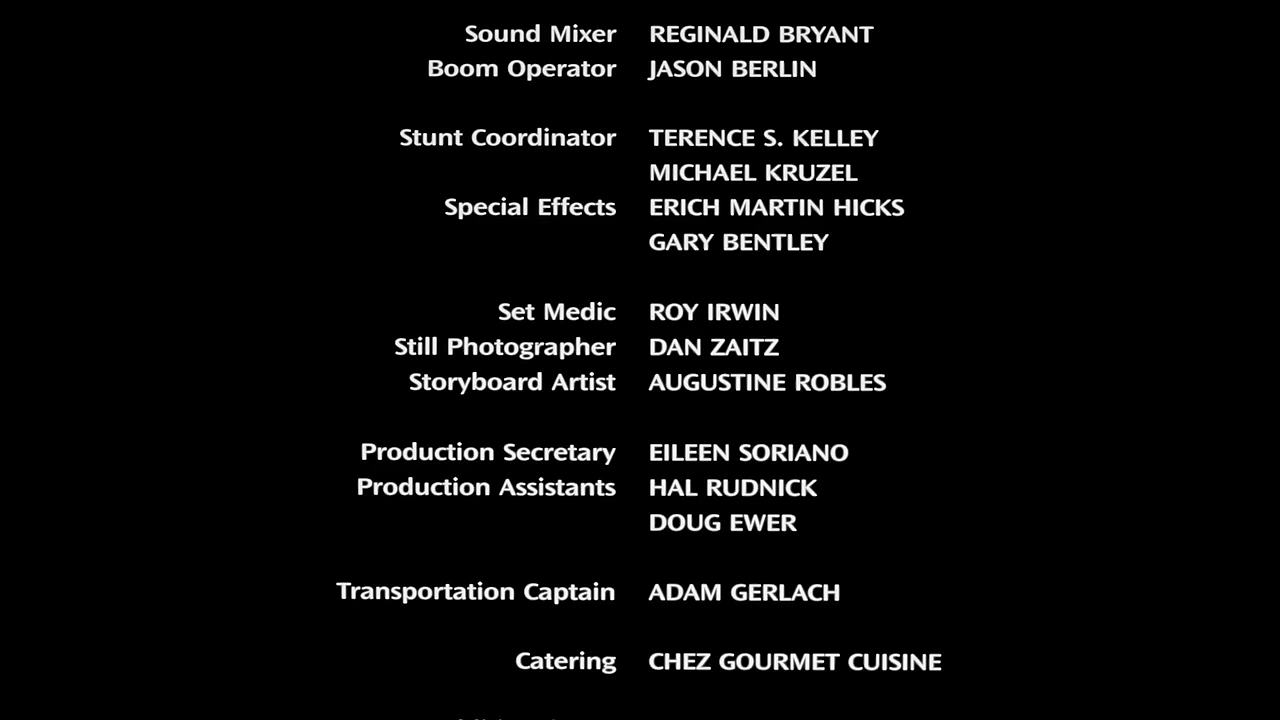 Sound Mixer REGINALD BRYANT
Boom Operator JASON BERLIN
Stunt Coordinator TERENCE S. KELLEY
MICHAEL KRUZEL
Special Effects ERICH MARTIN HICKS
GARY BENTLEY
Set Medic ROY IRWIN
Still Photographer DAN ZAITZ
Storyboard Artist AUGUSTINE ROBLES
Production Secretary EILEEN SORIANO
Production Assistants HAL RUDNICK
DOUG EWER
Transportation Captain ADAM GERLACH
Catering CHEZ GOURMET CUISINE